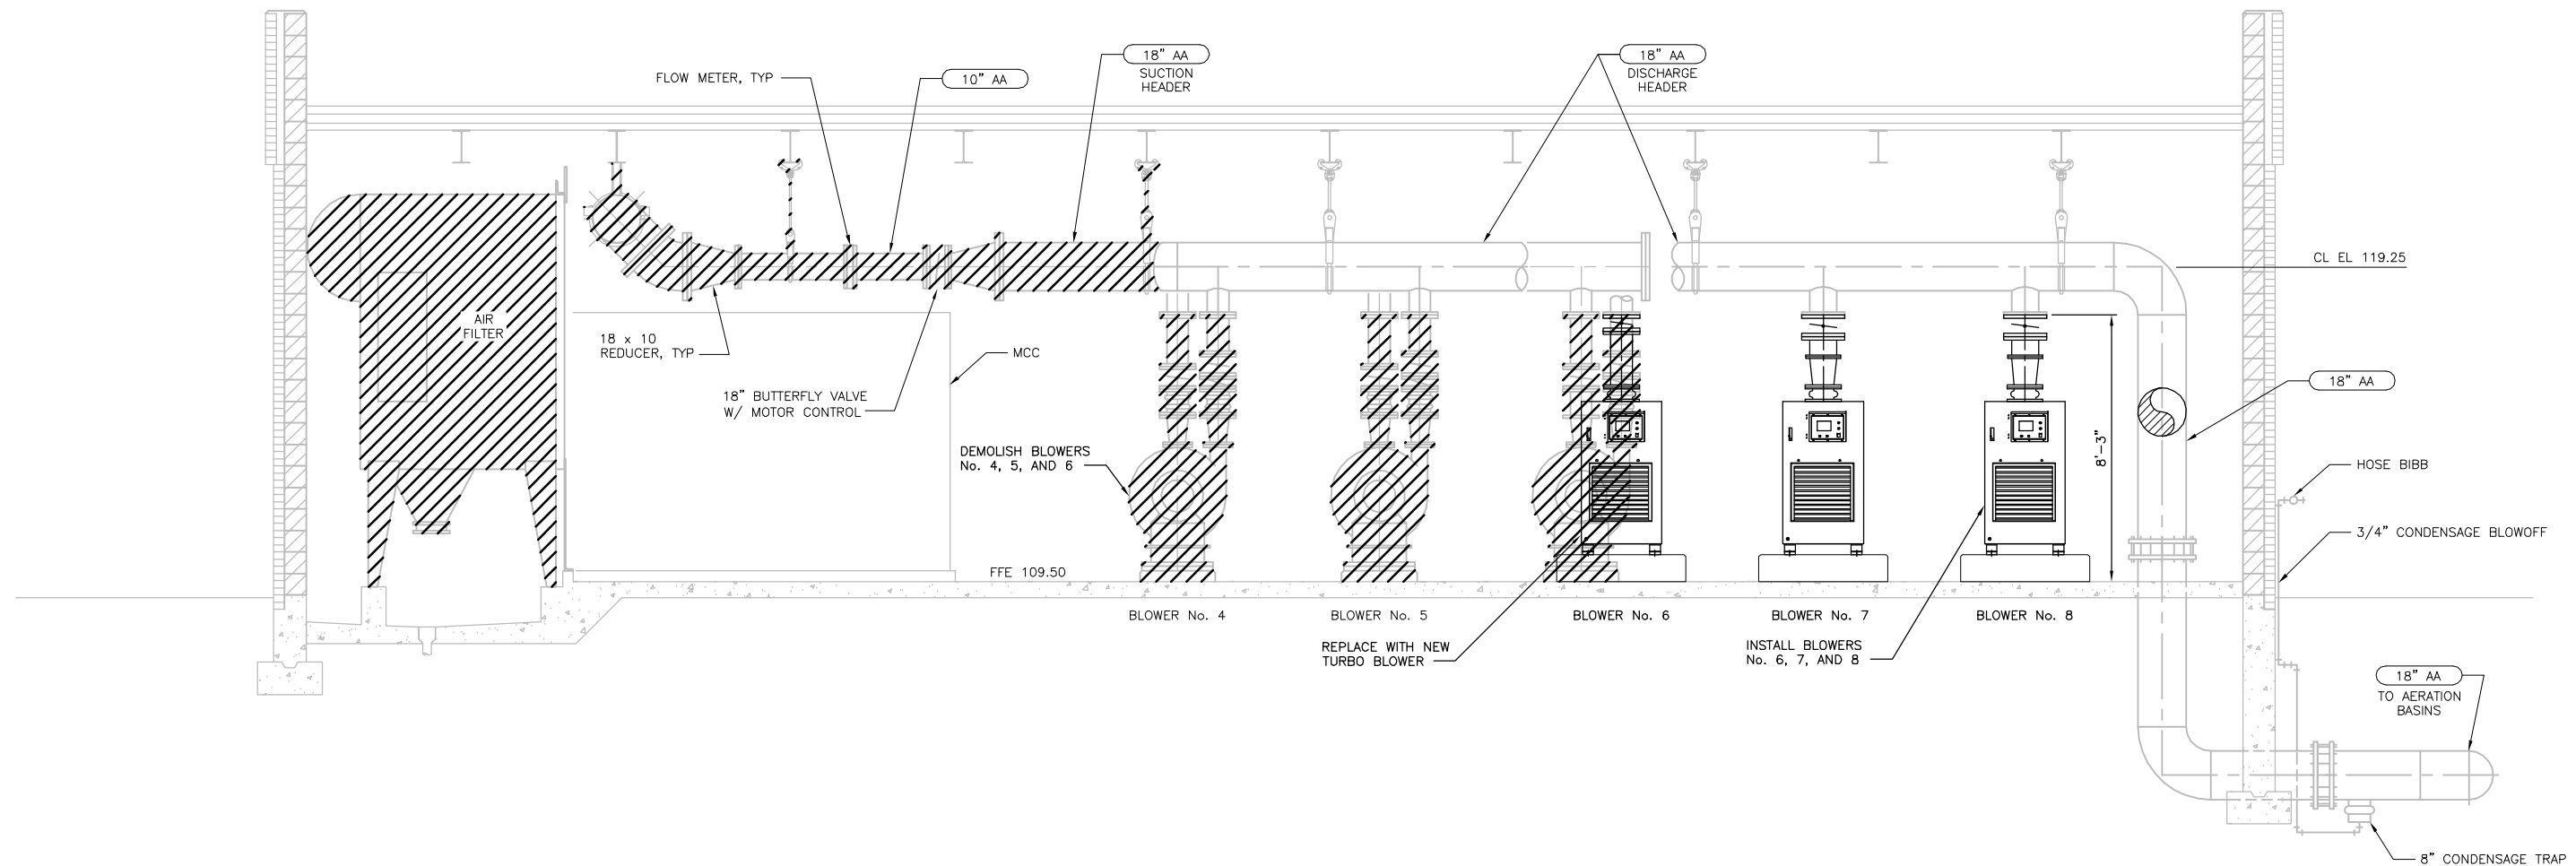 18" AA
SUCTION
HEADER
18" AA
DISCHARGE
HEADER
FLOW METER, TYP
10" AA
CL EL 119.25
AIR
FILTER
18 x 10
REDUCER, TYP
MCC
18" AA
18" BUTTERFLY VALVE
W/ MOTOR CONTROL
DEMOLISH BLOWERS
No. 4, 5, AND 6
8'-3"
HOSE BIBB
3/4" CONDENSAGE BLOWOFF
FFE 109.50
BLOWER No. 4
BLOWER No. 5
BLOWER No. 6
BLOWER No. 7
BLOWER No. 8
REPLACE WITH NEW
TURBO BLOWER
INSTALL BLOWERS
No. 6, 7, AND 8
18" AA
TO AERATION
BASINS
8" CONDENSAGE TRAP